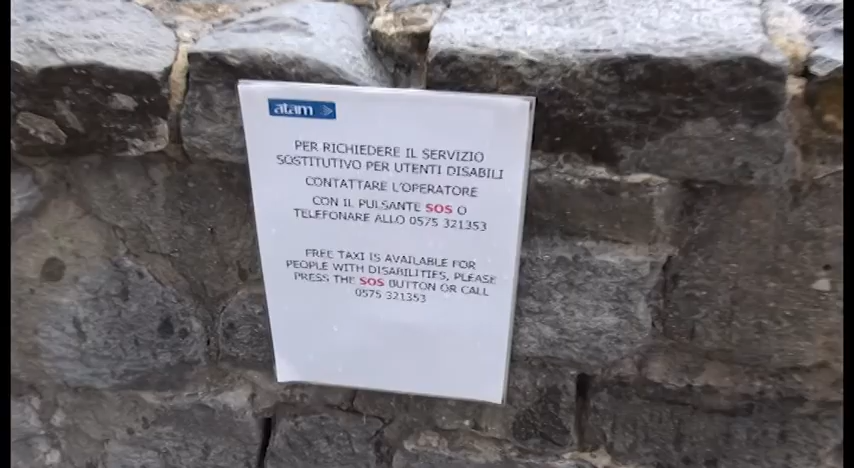 atam
PER RICHIEDERE IL SERVIZIO
SOSTITUTIVO PER UTENTI DISABILI
CONTATTARE L'OPERATORE
CON IL PULSANTE SOS O
TELEFONARE ALLO 0575 321353
FREE TAXI IS AVAILABLE FOR
PEOPLE WITH DISABILITIES, PLEASE
PRESS THE SOS BUTTON OR CALL
0575 321353